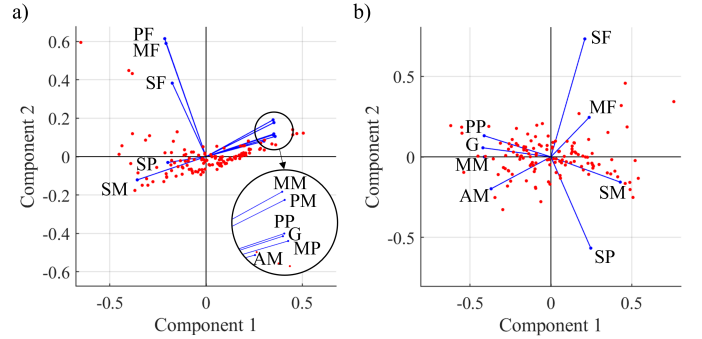 a)
PF
MF
SF
SP
SM
MM
PM
PP
G
MP
AM
0.6
0.4
0.2
0
-0.2
-0.4
-0.6
-0.5
0
0.5
Component 2
Component 1
b)
SF
MF
PP
G
MM
AM
SM
SP
0.5
0
-0.5
-0.5
0
0.5
Component 2
Component 1